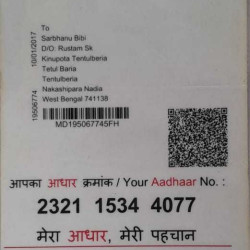 To
Sarbhanu Bibi
D/O: Rustam Sk
Kinupota Tentulberia
Tetul Baria
Tentulberia
Nakashipara Nadia
West Bengal 741138
10/01/2017
19506774
MD195067745FH
आपका आधार क्रमांक / Your Aadhaar No. :
2321 1534 4077
मेरा आधार, मेरी पहचान